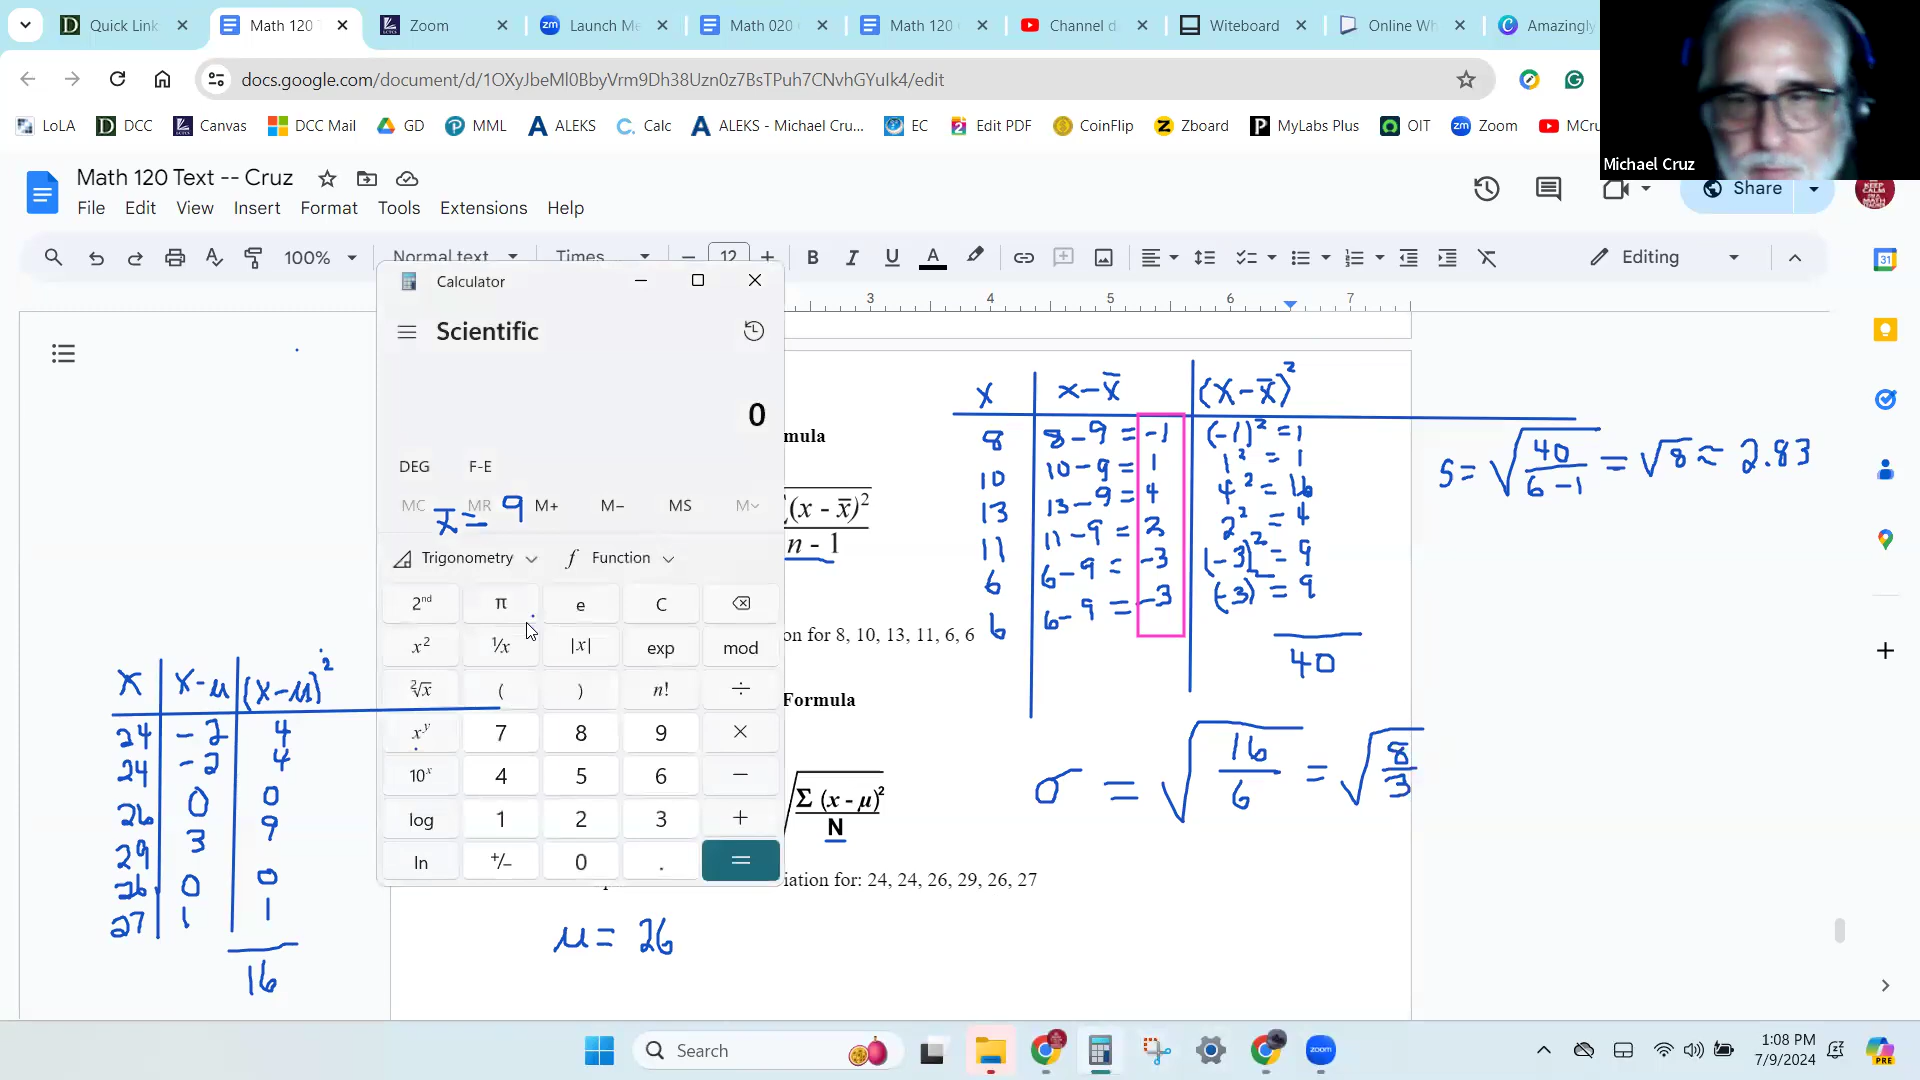 Quick Link
Math 120 T
Zoom
Launch Me
Math 020 (
Math 120 (
Channel d
Witeboard
Online Wh
Amazingly
docs.google.com/document/d/1OXyJbeMl0BbyVrm9Dh38Uzn0z7BsTPuh7CNvhGYulk4/edit
LoLA DCC Canvas DCC Mail GD MML ALEKS Calc ALEKS - Michael Cru... EC Edit PDF CoinFlip Zboard MyLabs Plus OIT Zoom MCru
Michael Cruz
Math 120 Text -- Cruz
File Edit View Insert Format Tools Extensions Help
Share
100% Normal text Times 12 B I U A Editing
3 4 5 6 7
Calculator
Scientific
0
DEG F-E
MC MR M+ M− MS M
x̄ = 9
Trigonometry f Function
2nd π e C
x² ¹/x |x| exp mod
²√x ( ) n! ÷
xʸ 7 8 9 ×
10ˣ 4 5 6 −
log 1 2 3 +
ln +/− 0 . =
mula
(x - x̄)²
n - 1
on for 8, 10, 13, 11, 6, 6
Formula
Σ (x - μ)²
N
iation for: 24, 24, 26, 29, 26, 27
μ = 26
x | x − x̄ | (x − x̄)²
8 | 8 − 9 = −1 | (−1)² = 1
10 | 10 − 9 = 1 | 1² = 1
13 | 13 − 9 = 4 | 4² = 16
11 | 11 − 9 = 2 | 2² = 4
6 | 6 − 9 = −3 | (−3)² = 9
6 | 6 − 9 = −3 | (−3)² = 9
40
s = √(40/(6 − 1)) = √8 ≈ 2.83
σ = √(16/6) = √(8/3)
x | x − μ | (x − μ)²
24 | −2 | 4
24 | −2 | 4
26 | 0 | 0
29 | 3 | 9
26 | 0 | 0
27 | 1 | 1
16
Search
zoom
1:08 PM
7/9/2024
PRE